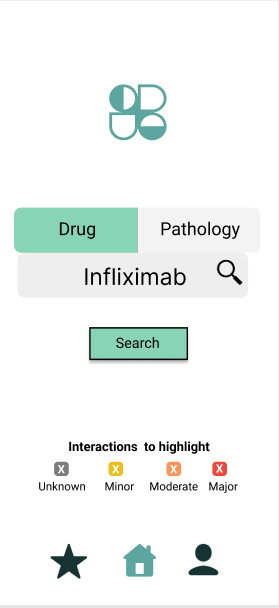 Drug Pathology
Infliximab
Search
Interactions to highlight
X X X X
Unknown Minor Moderate Major